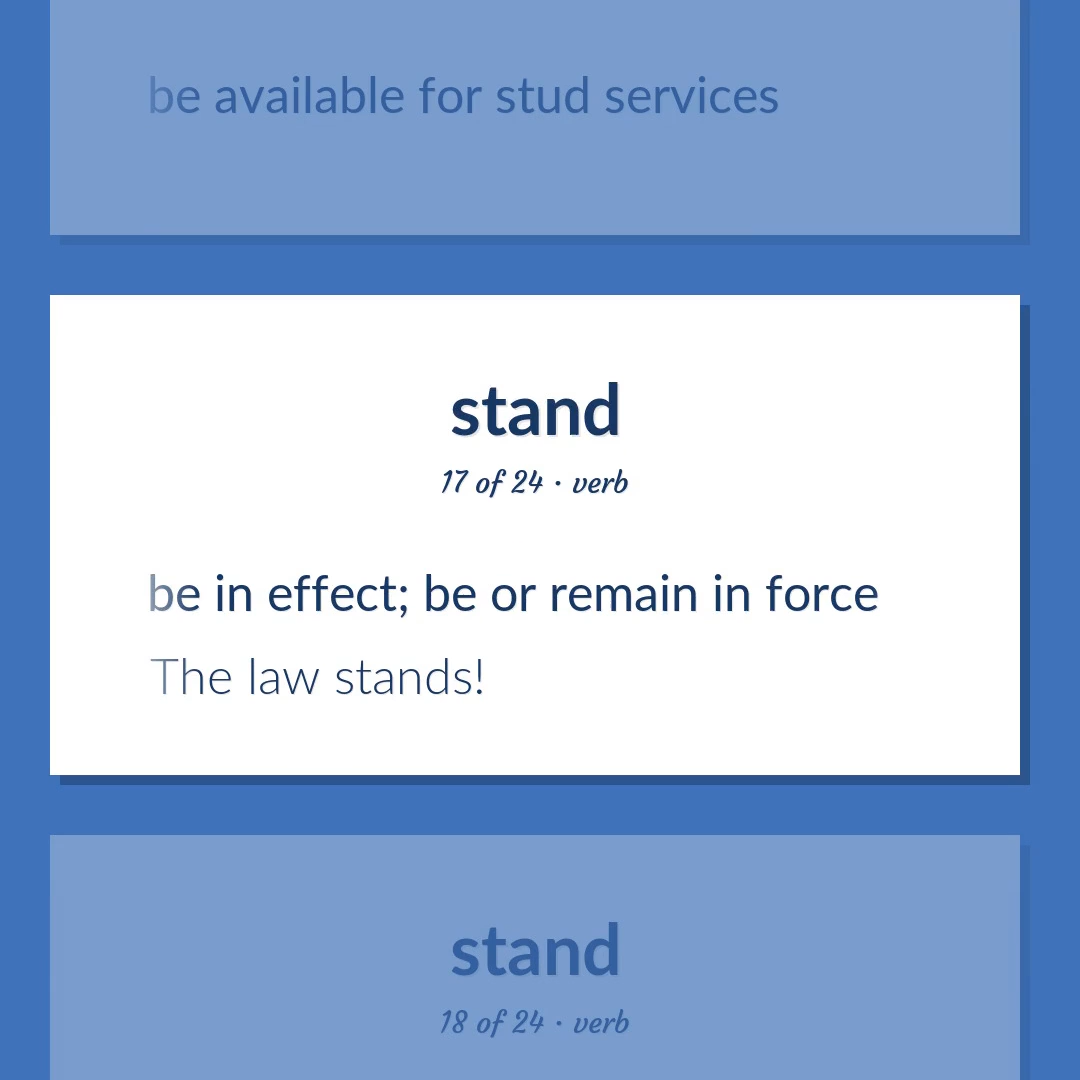 be available for stud services
stand
17 of 24 · verb
be in effect; be or remain in force
The law stands!
stand
18 of 24 · verb